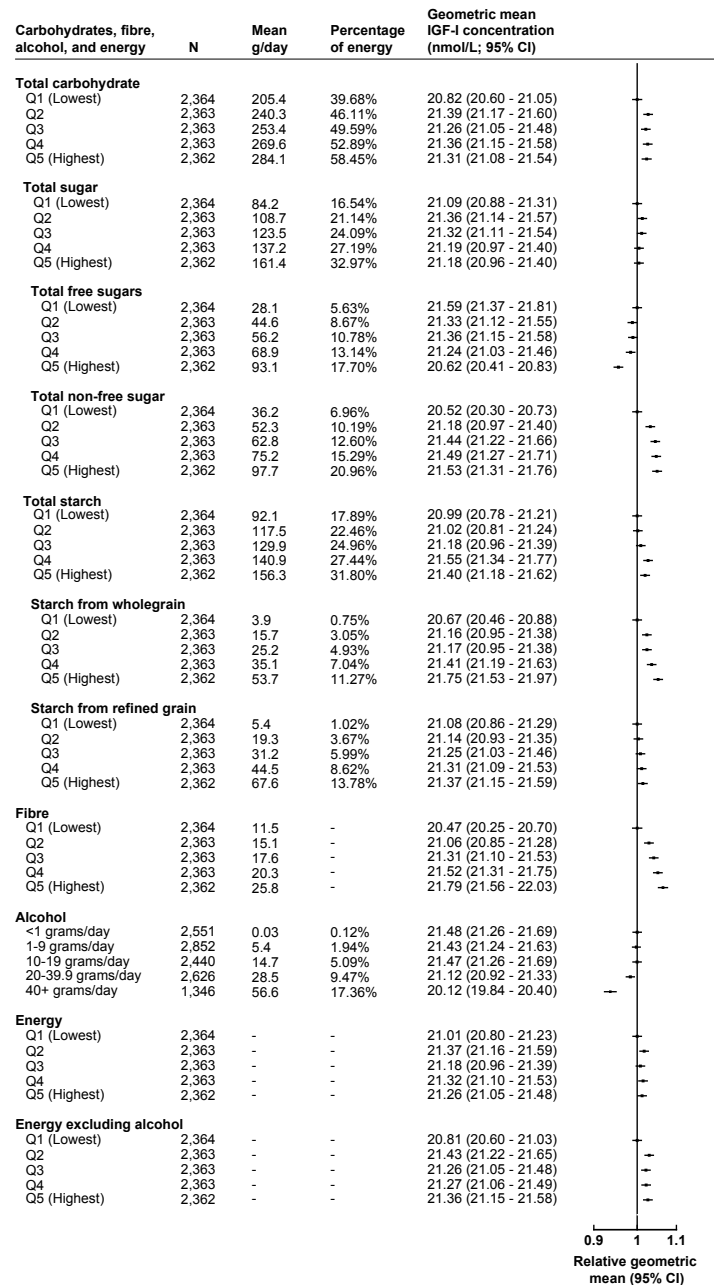 Carbohydrates, fibre, alcohol, and energy N Mean g/day Percentage of energy Geometric mean IGF-I concentration (nmol/L; 95% CI)
Total carbohydrate
Q1 (Lowest) 2,364 205.4 39.68% 20.82 (20.60 - 21.05)
Q2 2,363 240.3 46.11% 21.39 (21.17 - 21.60)
Q3 2,363 253.4 49.59% 21.26 (21.05 - 21.48)
Q4 2,363 269.6 52.89% 21.36 (21.15 - 21.58)
Q5 (Highest) 2,362 284.1 58.45% 21.31 (21.08 - 21.54)
Total sugar
Q1 (Lowest) 2,364 84.2 16.54% 21.09 (20.88 - 21.31)
Q2 2,363 108.7 21.14% 21.36 (21.14 - 21.57)
Q3 2,363 123.5 24.09% 21.32 (21.11 - 21.54)
Q4 2,363 137.2 27.19% 21.19 (20.97 - 21.40)
Q5 (Highest) 2,362 161.4 32.97% 21.18 (20.96 - 21.40)
Total free sugars
Q1 (Lowest) 2,364 28.1 5.63% 21.59 (21.37 - 21.81)
Q2 2,363 44.6 8.67% 21.33 (21.12 - 21.55)
Q3 2,363 56.2 10.78% 21.36 (21.15 - 21.58)
Q4 2,363 68.9 13.14% 21.24 (21.03 - 21.46)
Q5 (Highest) 2,362 93.1 17.70% 20.62 (20.41 - 20.83)
Total non-free sugar
Q1 (Lowest) 2,364 36.2 6.96% 20.52 (20.30 - 20.73)
Q2 2,363 52.3 10.19% 21.18 (20.97 - 21.40)
Q3 2,363 62.8 12.60% 21.44 (21.22 - 21.66)
Q4 2,363 75.2 15.29% 21.49 (21.27 - 21.71)
Q5 (Highest) 2,362 97.7 20.96% 21.53 (21.31 - 21.76)
Total starch
Q1 (Lowest) 2,364 92.1 17.89% 20.99 (20.78 - 21.21)
Q2 2,363 117.5 22.46% 21.02 (20.81 - 21.24)
Q3 2,363 129.9 24.96% 21.18 (20.96 - 21.39)
Q4 2,363 140.9 27.44% 21.55 (21.34 - 21.77)
Q5 (Highest) 2,362 156.3 31.80% 21.40 (21.18 - 21.62)
Starch from wholegrain
Q1 (Lowest) 2,364 3.9 0.75% 20.67 (20.46 - 20.88)
Q2 2,363 15.7 3.05% 21.16 (20.95 - 21.38)
Q3 2,363 25.2 4.93% 21.17 (20.95 - 21.38)
Q4 2,363 35.1 7.04% 21.41 (21.19 - 21.63)
Q5 (Highest) 2,362 53.7 11.27% 21.75 (21.53 - 21.97)
Starch from refined grain
Q1 (Lowest) 2,364 5.4 1.02% 21.08 (20.86 - 21.29)
Q2 2,363 19.3 3.67% 21.14 (20.93 - 21.35)
Q3 2,363 31.2 5.99% 21.25 (21.03 - 21.46)
Q4 2,363 44.5 8.62% 21.31 (21.09 - 21.53)
Q5 (Highest) 2,362 67.6 13.78% 21.37 (21.15 - 21.59)
Fibre
Q1 (Lowest) 2,364 11.5 - 20.47 (20.25 - 20.70)
Q2 2,363 15.1 - 21.06 (20.85 - 21.28)
Q3 2,363 17.6 - 21.31 (21.10 - 21.53)
Q4 2,363 20.3 - 21.52 (21.31 - 21.75)
Q5 (Highest) 2,362 25.8 - 21.79 (21.56 - 22.03)
Alcohol
<1 grams/day 2,551 0.03 0.12% 21.48 (21.26 - 21.69)
1-9 grams/day 2,852 5.4 1.94% 21.43 (21.24 - 21.63)
10-19 grams/day 2,440 14.7 5.09% 21.47 (21.26 - 21.69)
20-39.9 grams/day 2,626 28.5 9.47% 21.12 (20.92 - 21.33)
40+ grams/day 1,346 56.6 17.36% 20.12 (19.84 - 20.40)
Energy
Q1 (Lowest) 2,364 - - 21.01 (20.80 - 21.23)
Q2 2,363 - - 21.37 (21.16 - 21.59)
Q3 2,363 - - 21.18 (20.96 - 21.39)
Q4 2,363 - - 21.32 (21.10 - 21.53)
Q5 (Highest) 2,362 - - 21.26 (21.05 - 21.48)
Energy excluding alcohol
Q1 (Lowest) 2,364 - - 20.81 (20.60 - 21.03)
Q2 2,363 - - 21.43 (21.22 - 21.65)
Q3 2,363 - - 21.26 (21.05 - 21.48)
Q4 2,363 - - 21.27 (21.06 - 21.49)
Q5 (Highest) 2,362 - - 21.36 (21.15 - 21.58)
0.9 1 1.1
Relative geometric
mean (95% CI)